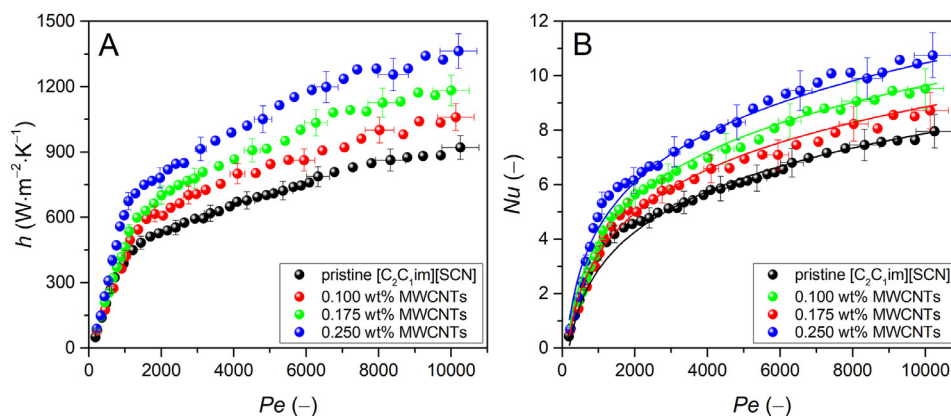 A
h (W·m⁻²·K⁻¹)
1500
1200
900
600
300
0
pristine [C₂C₁im][SCN]
0.100 wt% MWCNTs
0.175 wt% MWCNTs
0.250 wt% MWCNTs
0 2000 4000 6000 8000 10000
Pe (–)
B
Nu (–)
12
10
8
6
4
2
0
pristine [C₂C₁im][SCN]
0.100 wt% MWCNTs
0.175 wt% MWCNTs
0.250 wt% MWCNTs
0 2000 4000 6000 8000 10000
Pe (–)